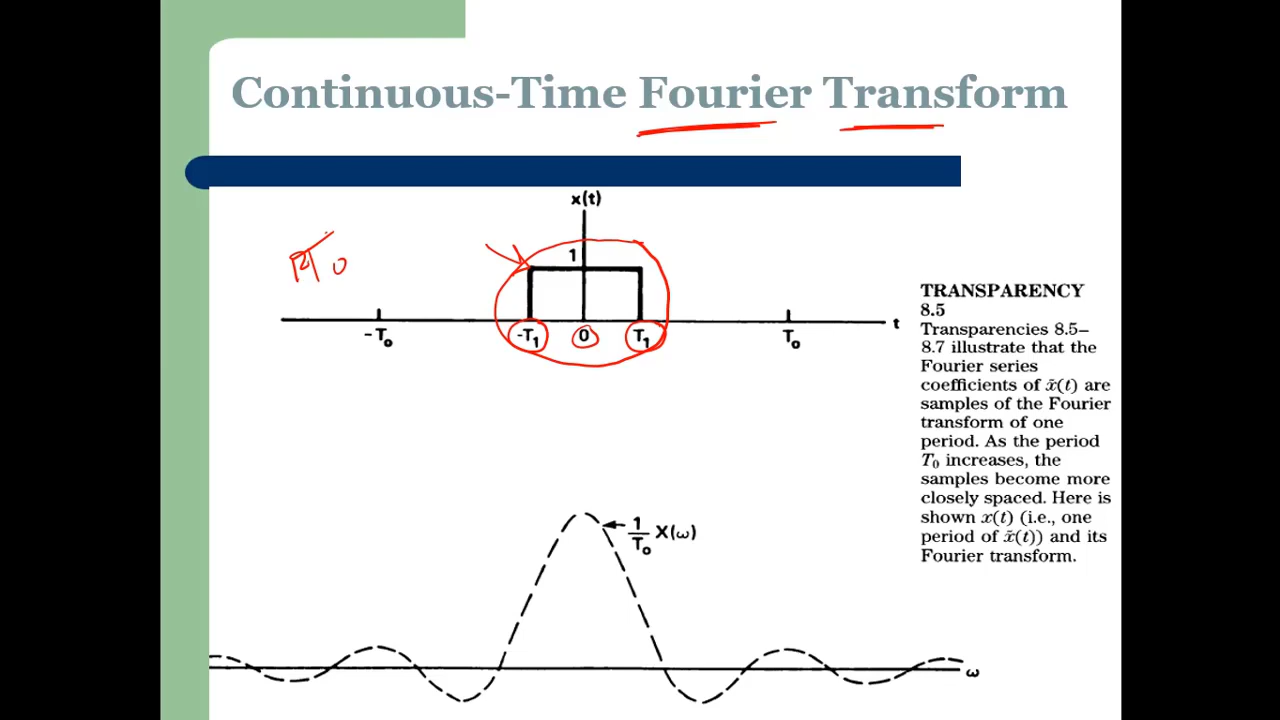 Continuous-Time Fourier Transform
x(t)
1
-T₀ -T₁ 0 T₁ T₀ t
TRANSPARENCY
8.5
Transparencies 8.5–
8.7 illustrate that the
Fourier series
coefficients of x̃(t) are
samples of the Fourier
transform of one
period. As the period
T₀ increases, the
samples become more
closely spaced. Here is
shown x(t) (i.e., one
period of x̃(t)) and its
Fourier transform.
1/T₀ X(ω)
ω